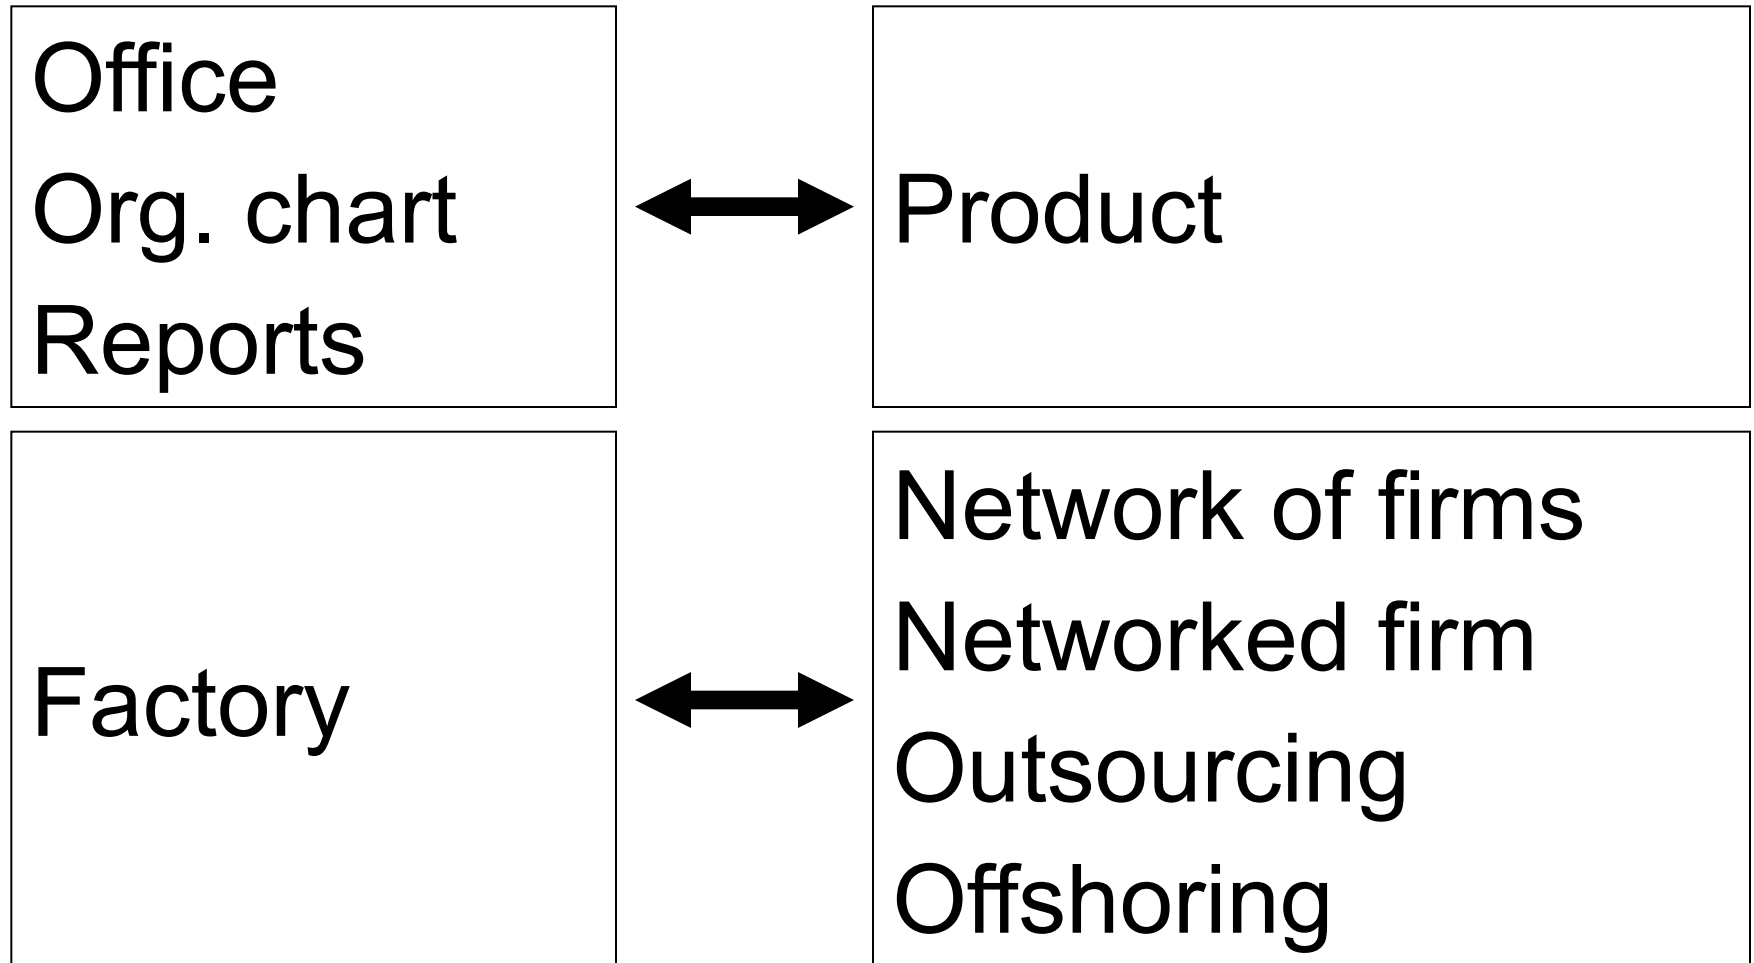 Office
Org. chart
Reports
Product
Factory
Network of firms
Networked firm
Outsourcing
Offshoring